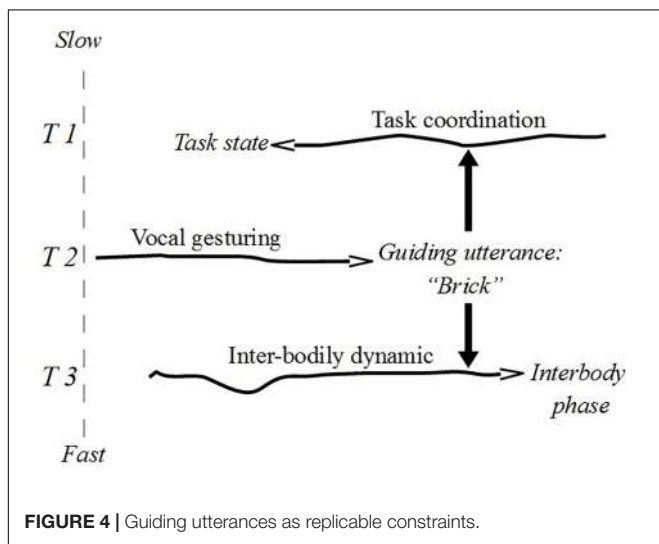 Slow
T 1
Task coordination
Task state
Vocal gesturing
T 2
Guiding utterance:
"Brick"
Inter-bodily dynamic
T 3
Interbody
phase
Fast
FIGURE 4 | Guiding utterances as replicable constraints.